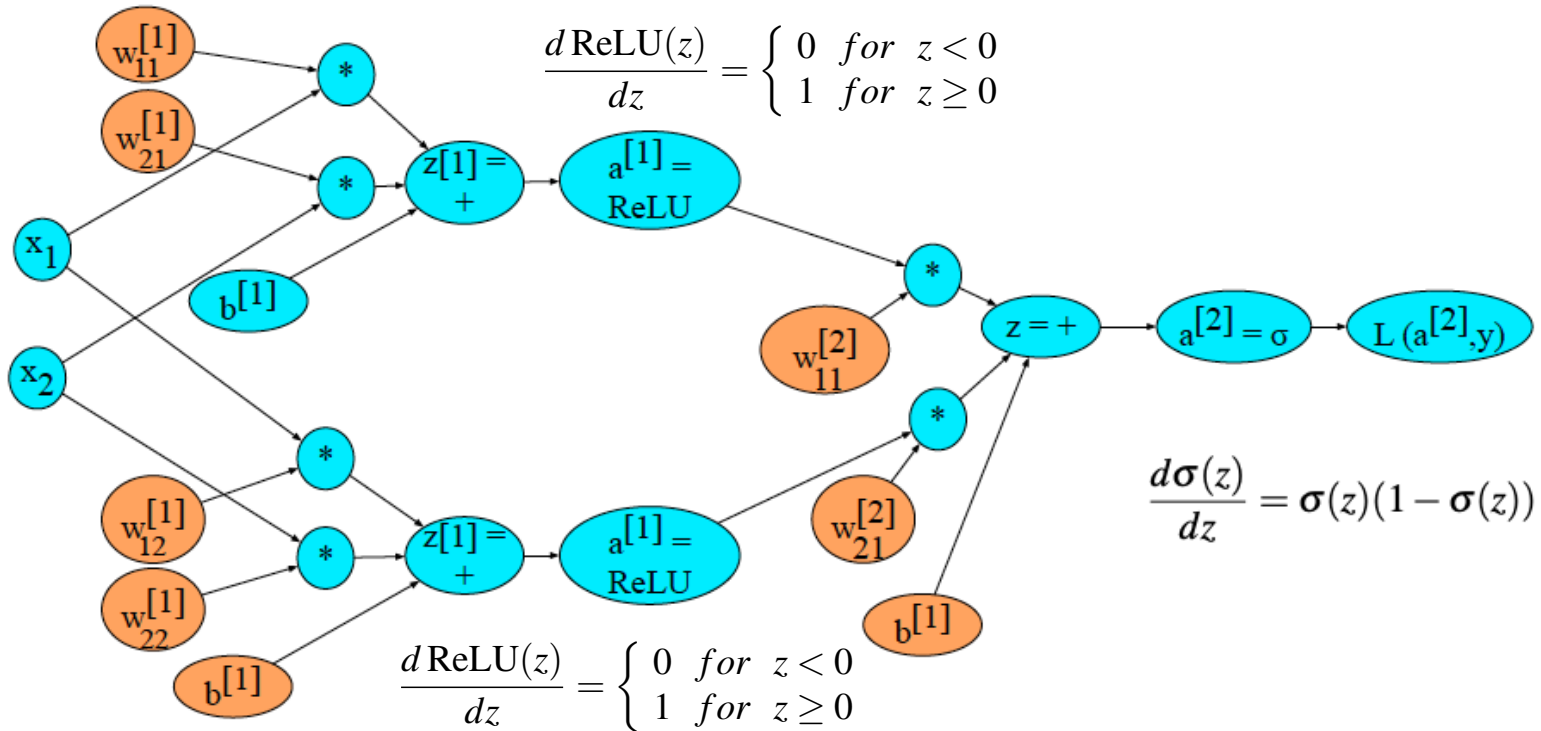 w[1]11
*
d ReLU(z)/dz = { 0 for z < 0
1 for z ≥ 0
w[1]21
*
z[1] =
+
a[1] =
ReLU
x1
b[1]
*
w[2]11
z = +
a[2] = σ
L (a[2],y)
x2
*
*
w[1]12
w[2]21
dσ(z)/dz = σ(z)(1 − σ(z))
*
z[1] =
+
a[1] =
ReLU
w[1]22
b[1]
b[1]
d ReLU(z)/dz = { 0 for z < 0
1 for z ≥ 0